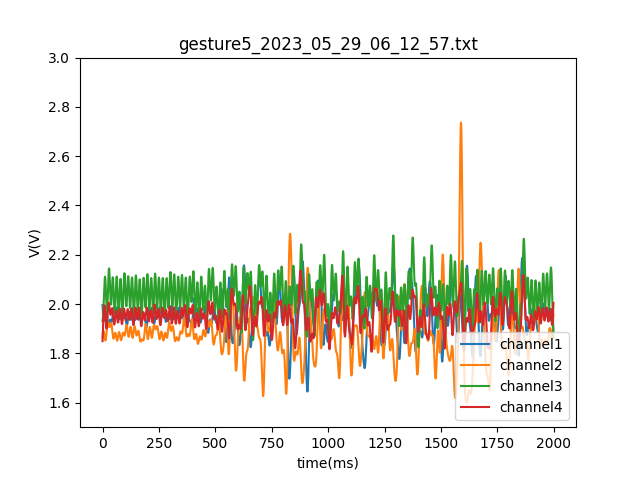 gesture5_2023_05_29_06_12_57.txt
3.0
2.8
2.6
2.4
2.2
2.0
1.8
1.6
V(V)
0 250 500 750 1000 1250 1500 1750 2000
time(ms)
channel1
channel2
channel3
channel4